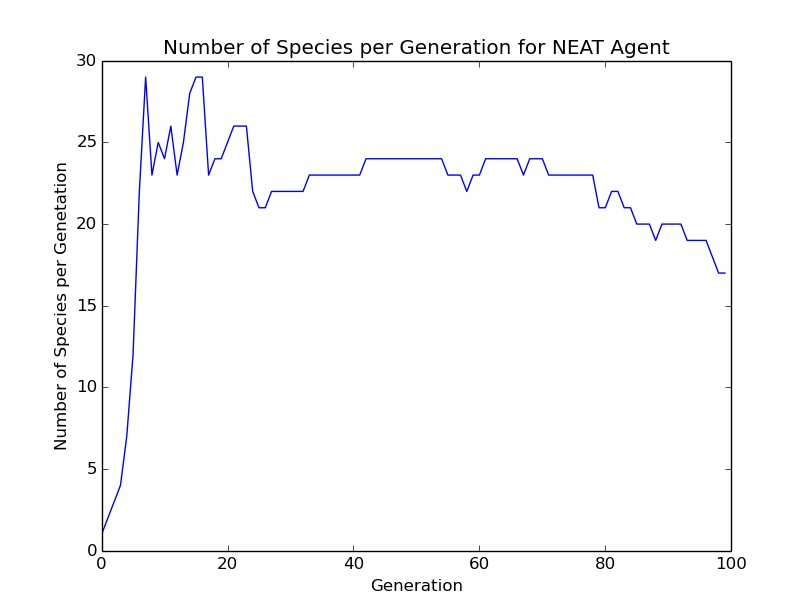 Number of Species per Generation for NEAT Agent
30
25
20
15
10
5
0
Number of Species per Genetation
0 20 40 60 80 100
Generation